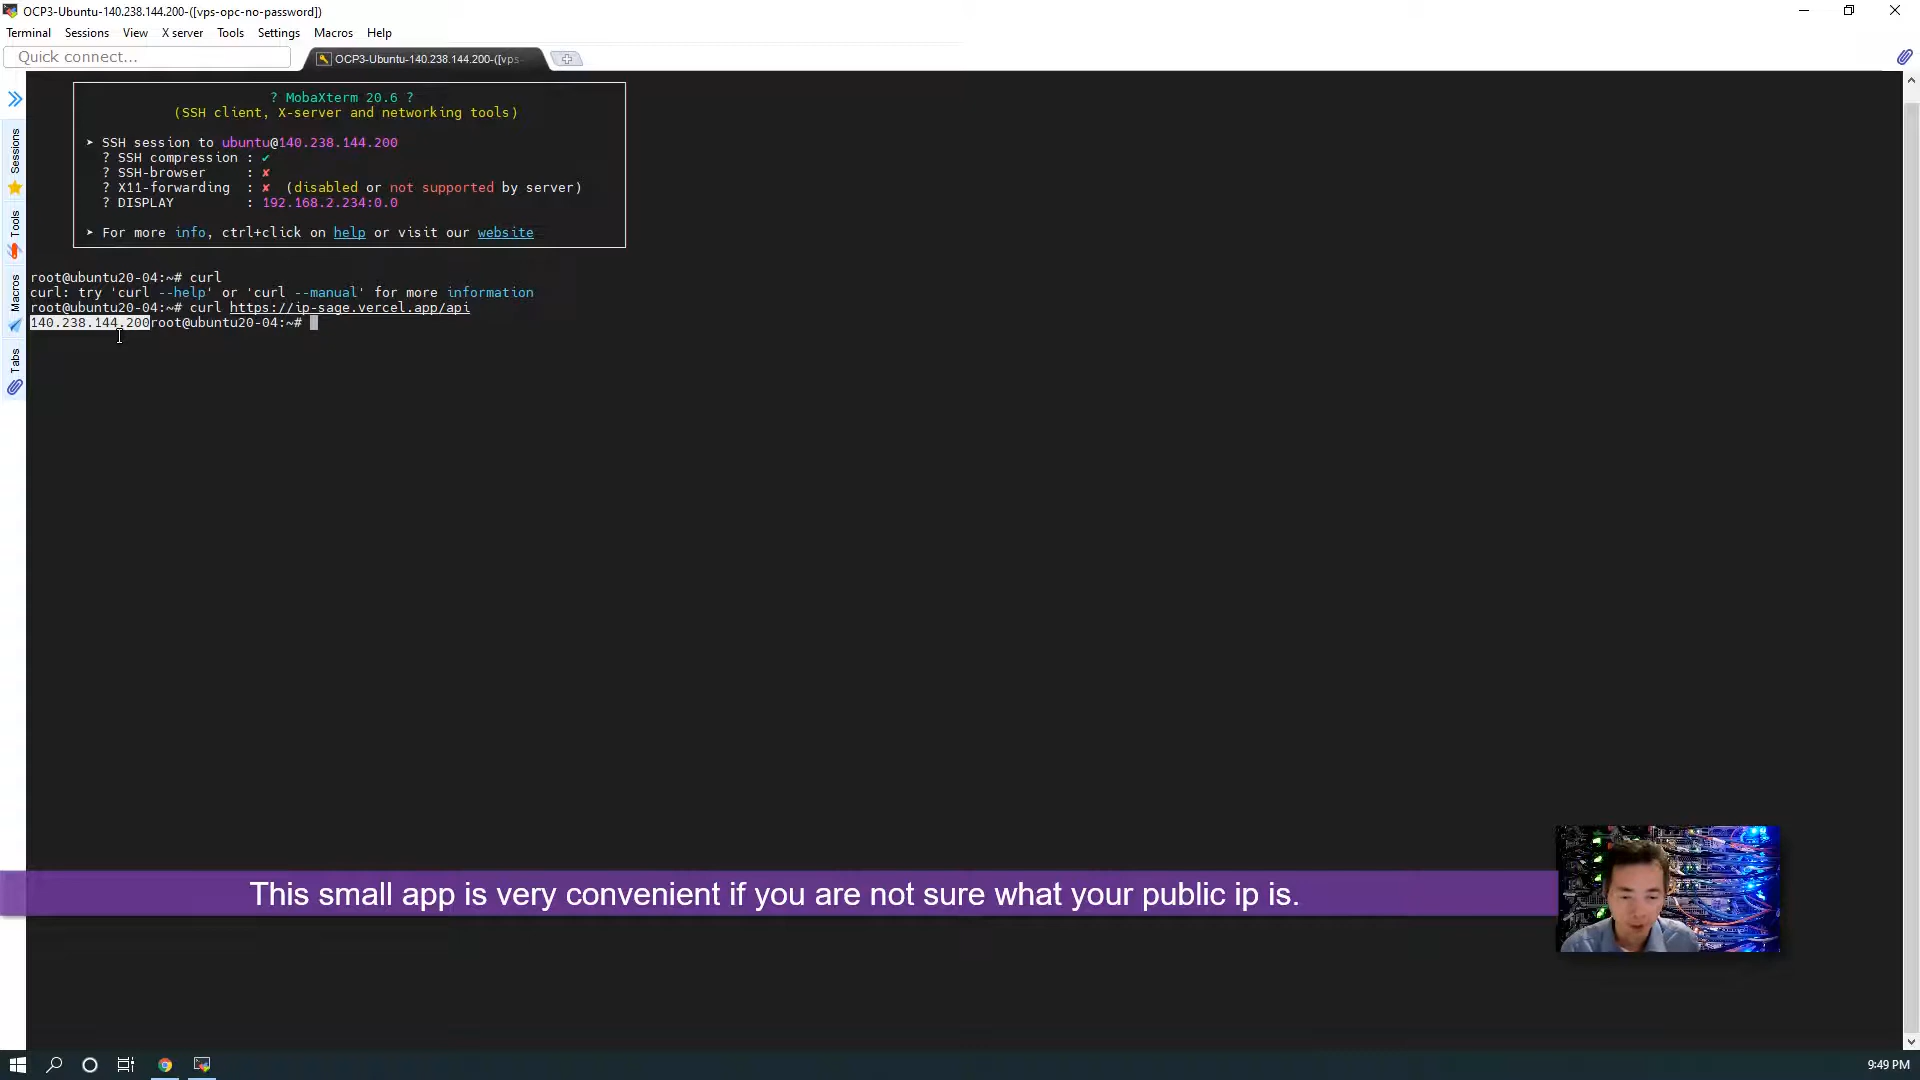 OCP3-Ubuntu-140.238.144.200-([vps-opc-no-password])
Terminal Sessions View X server Tools Settings Macros Help
Quick connect...
OCP3-Ubuntu-140.238.144.200-([vps-
? MobaXterm 20.6 ?
(SSH client, X-server and networking tools)
➤ SSH session to ubuntu@140.238.144.200
? SSH compression : ✔
? SSH-browser : ✘
? X11-forwarding : ✘ (disabled or not supported by server)
? DISPLAY : 192.168.2.234:0.0
➤ For more info, ctrl+click on help or visit our website
root@ubuntu20-04:~# curl
curl: try 'curl --help' or 'curl --manual' for more information
root@ubuntu20-04:~# curl https://ip-sage.vercel.app/api
140.238.144.200root@ubuntu20-04:~#
Sessions
Tools
Macros
Tabs
This small app is very convenient if you are not sure what your public ip is.
9:49 PM